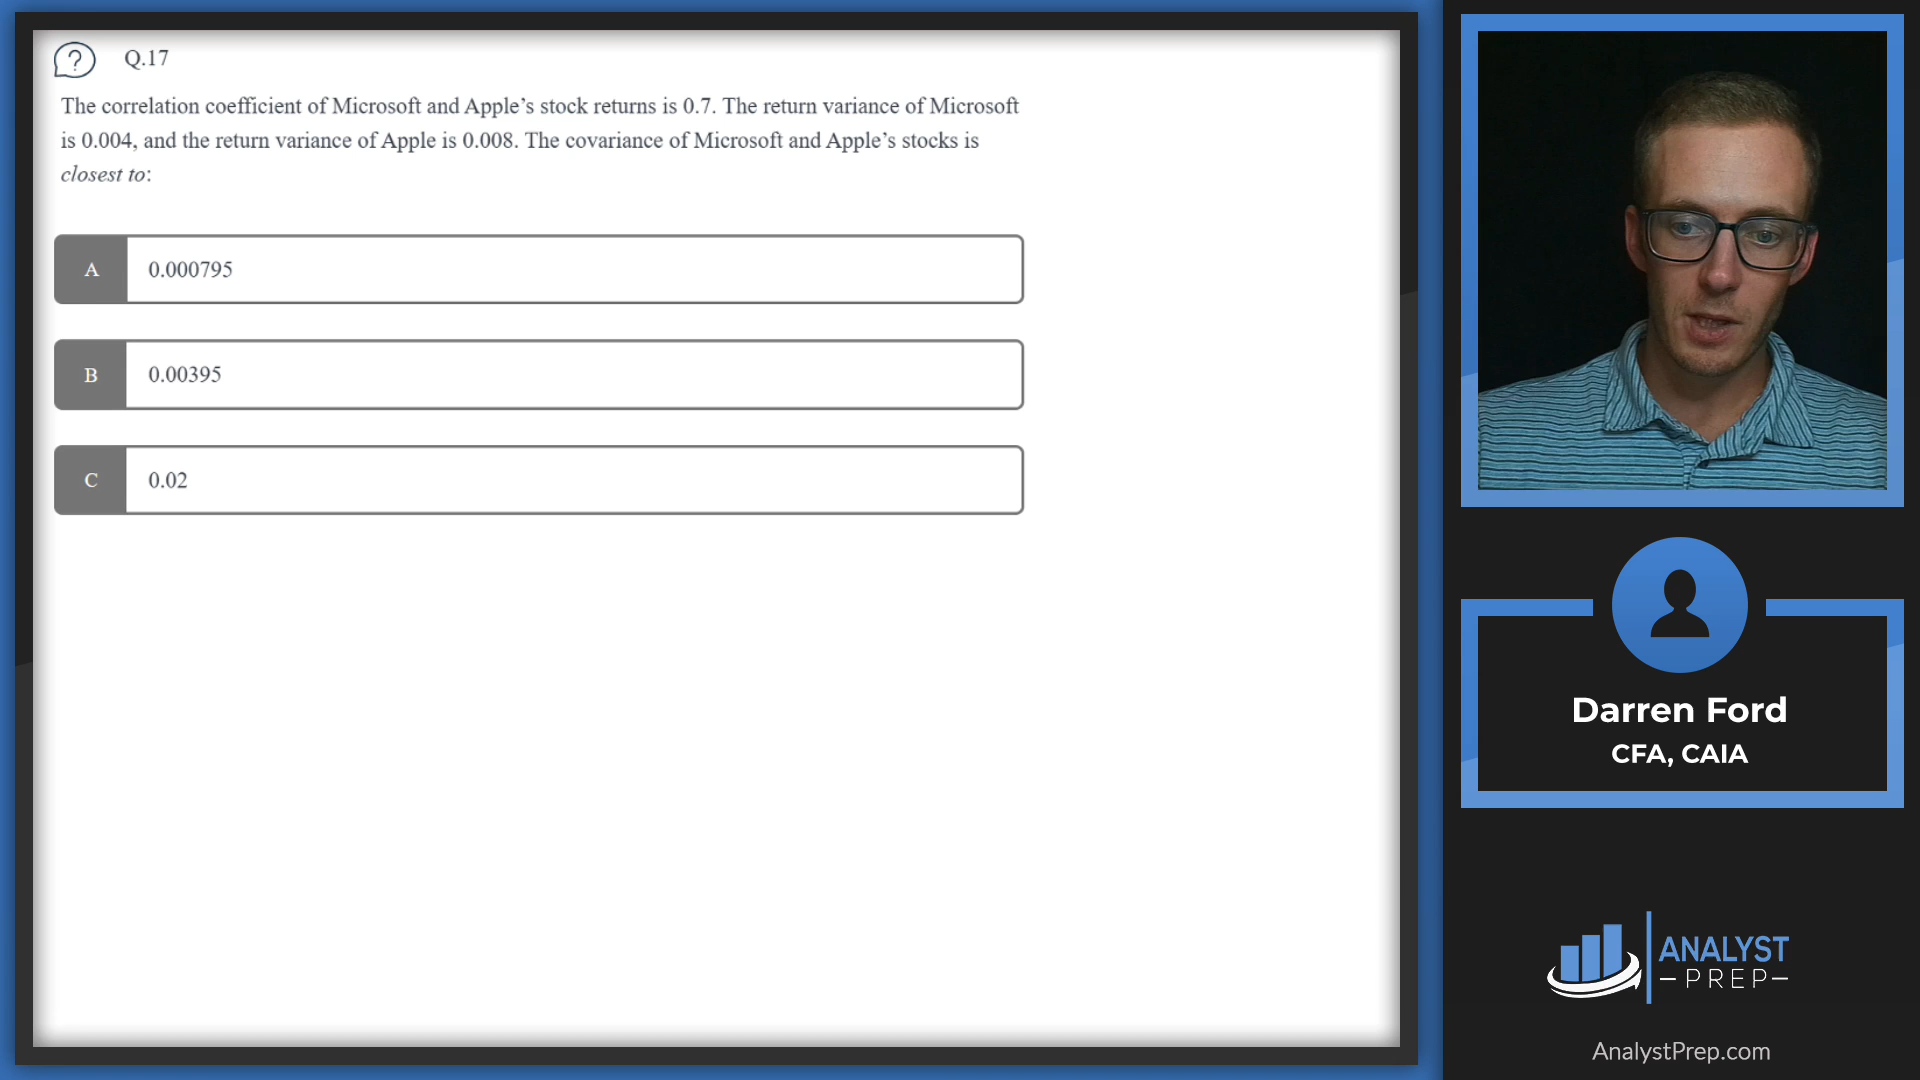 ?
Q.17
The correlation coefficient of Microsoft and Apple’s stock returns is 0.7. The return variance of Microsoft
is 0.004, and the return variance of Apple is 0.008. The covariance of Microsoft and Apple’s stocks is
closest to:
A 0.000795
B 0.00395
C 0.02
Darren Ford
CFA, CAIA
ANALYST
PREP
AnalystPrep.com